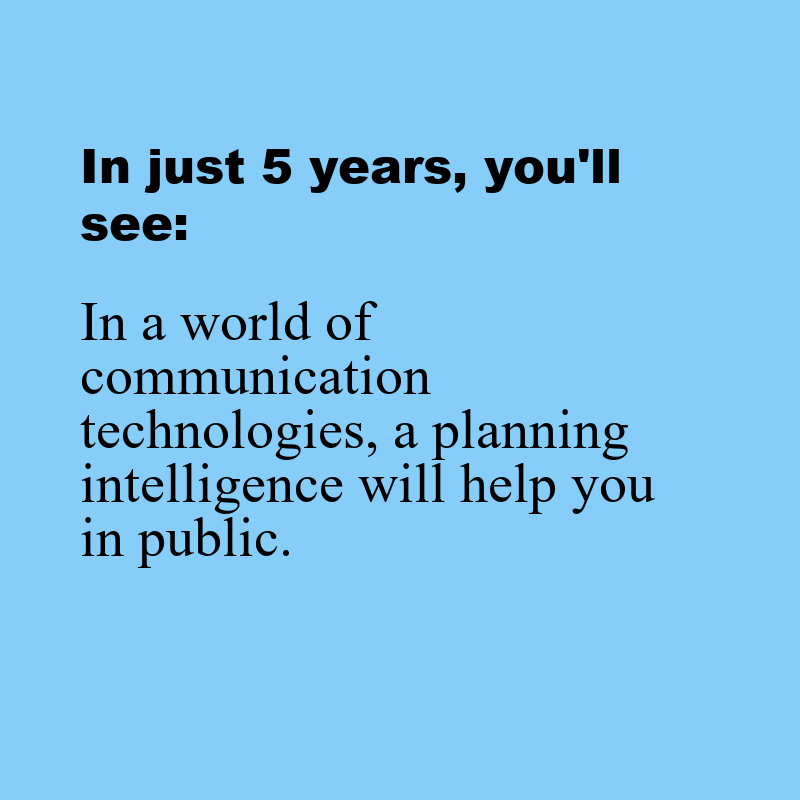 In just 5 years, you'll
see:
In a world of
communication
technologies, a planning
intelligence will help you
in public.